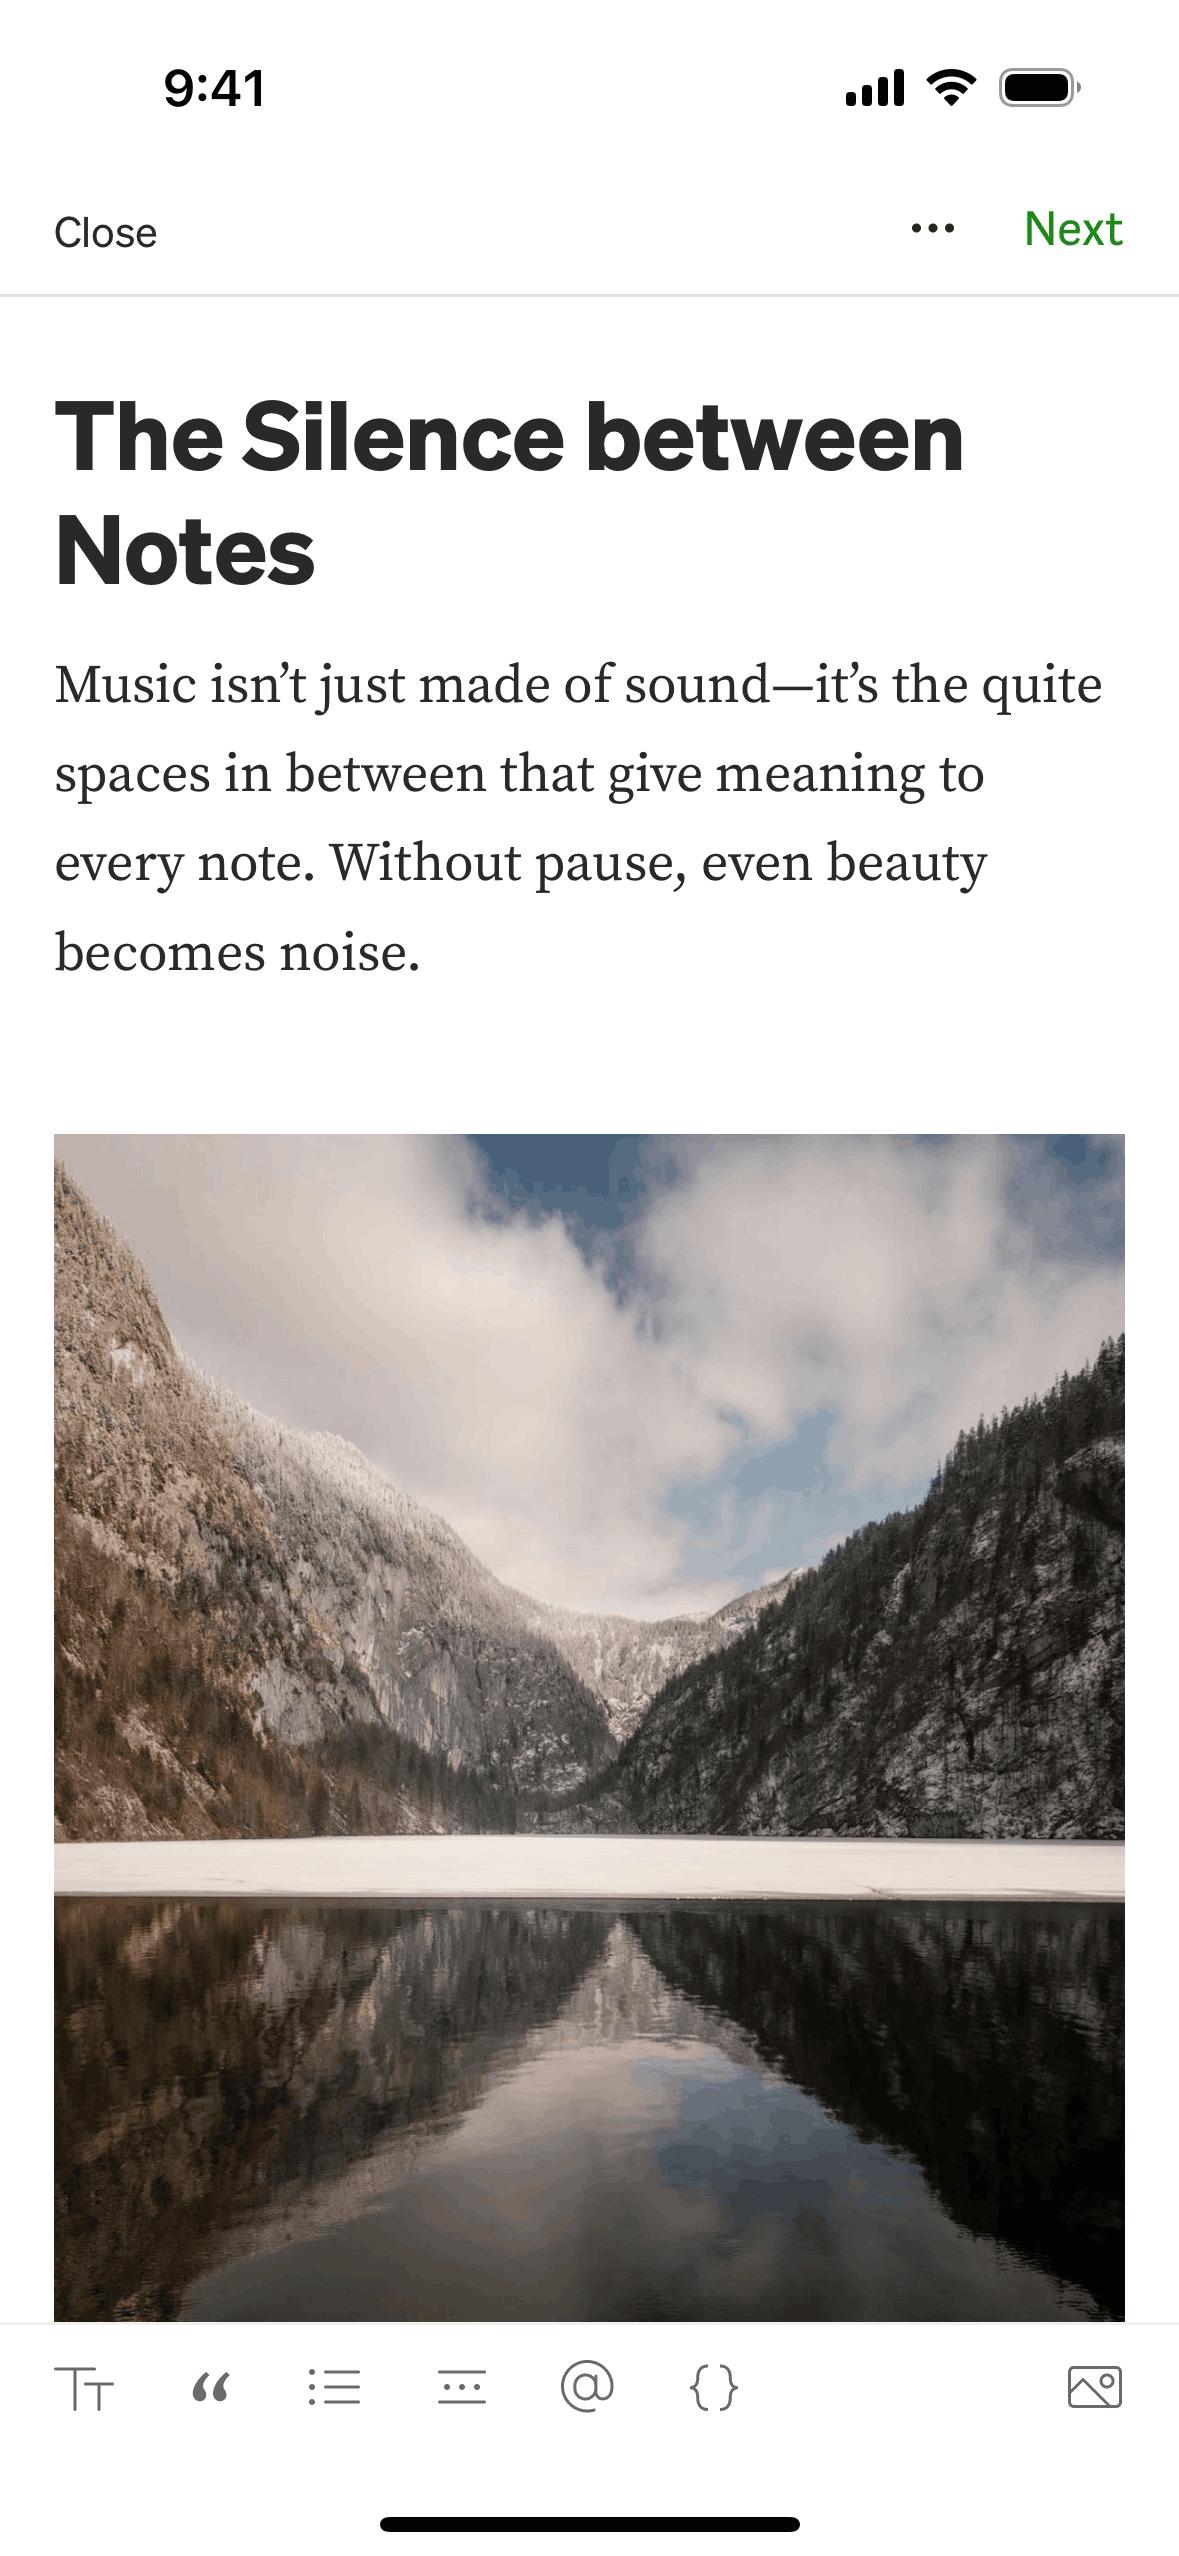 9:41
Close
Next
The Silence between
Notes
Music isn’t just made of sound—it’s the quite
spaces in between that give meaning to
every note. Without pause, even beauty
becomes noise.